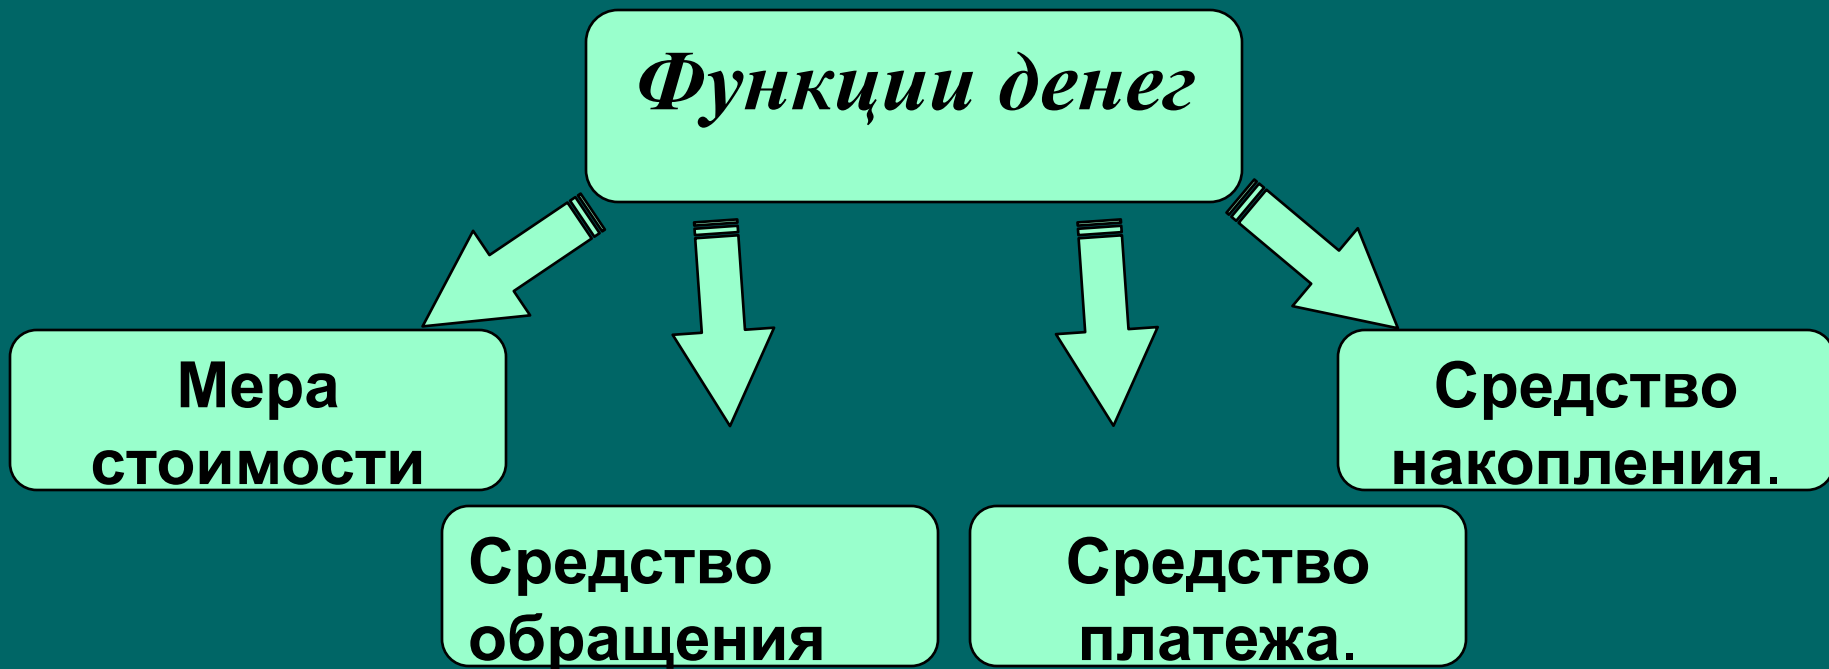 Функции денег
Мера
стоимости
Средство
обращения
Средство
платежа.
Средство
накопления.